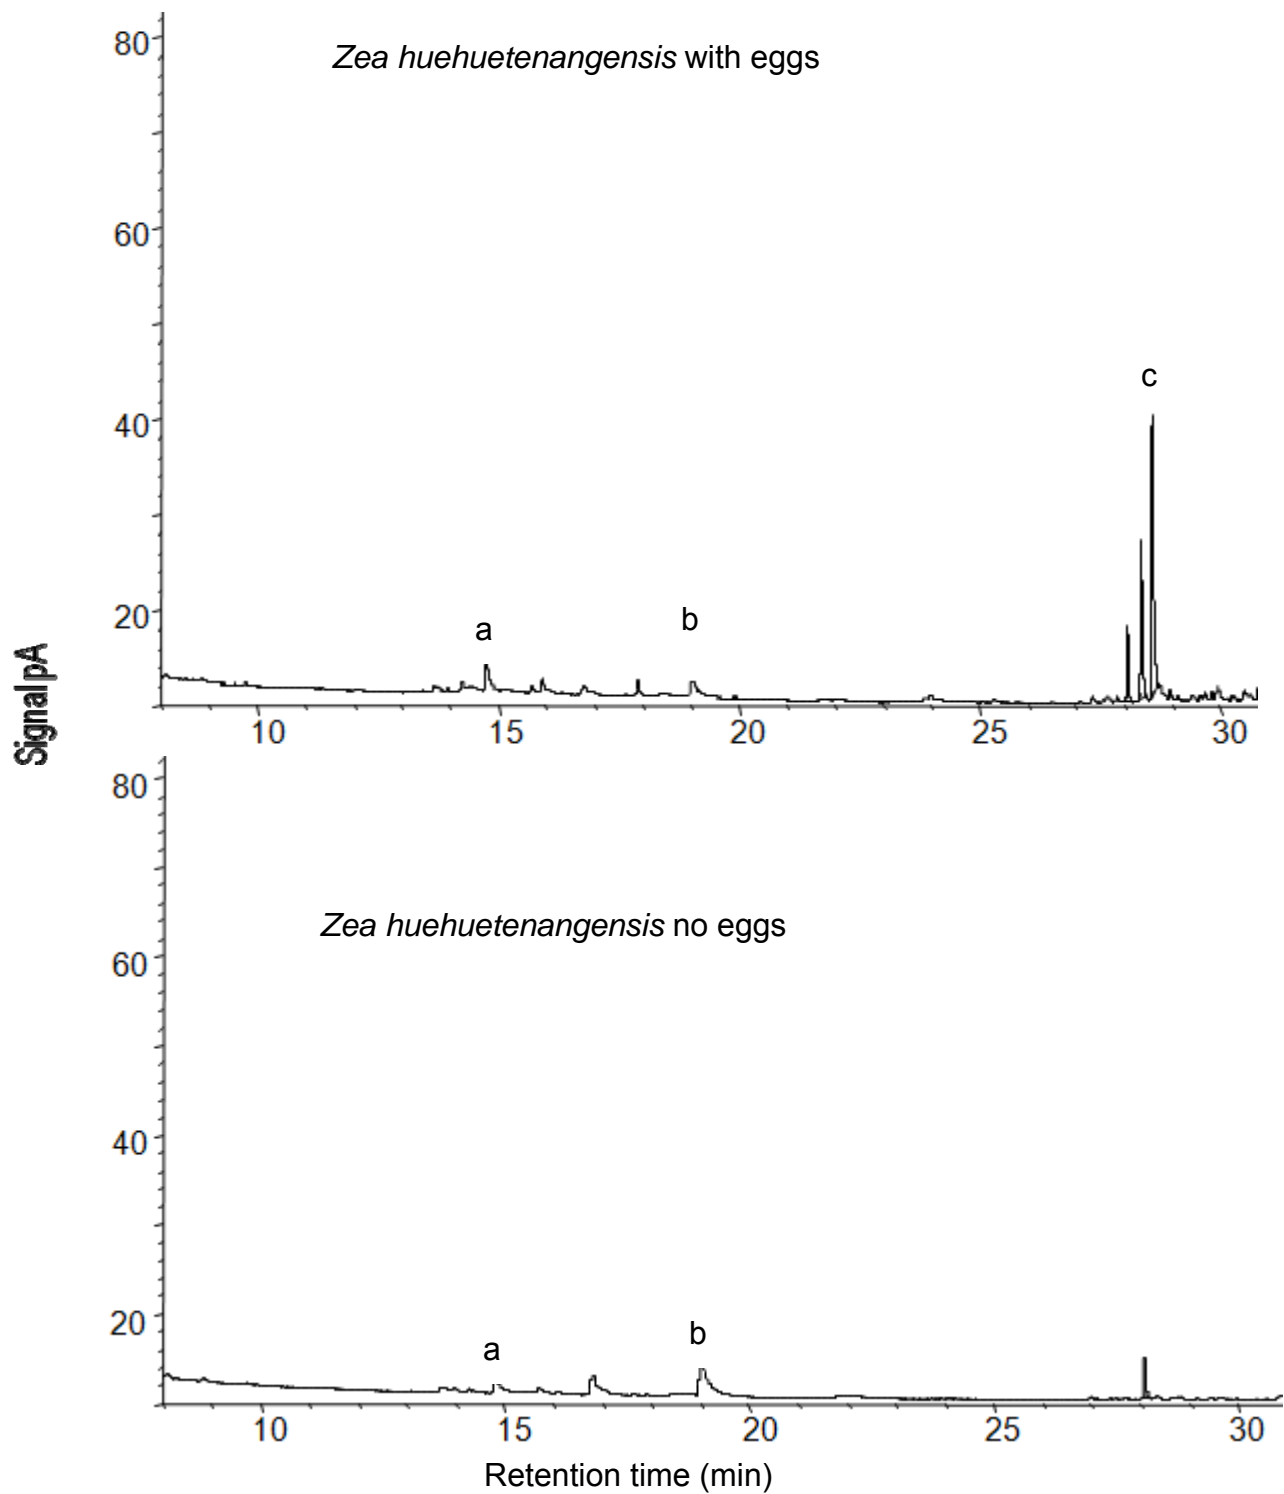 80
Zea huehuetenangensis with eggs
60
c
40
20
a
b
10 15 20 25 30
Signal pA
80
Zea huehuetenangensis no eggs
60
40
20
a
b
10 15 20 25 30
Retention time (min)